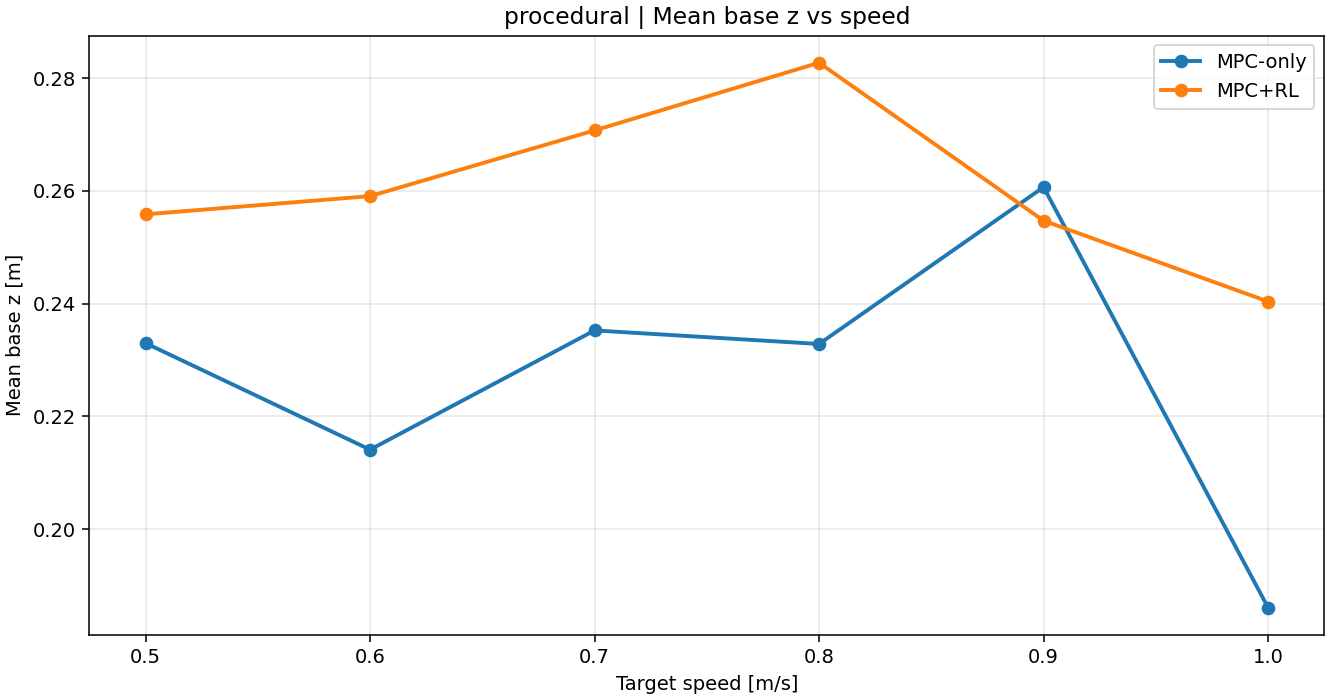 procedural | Mean base z vs speed
MPC-only
MPC+RL
Mean base z [m]
0.28
0.26
0.24
0.22
0.20
0.5 0.6 0.7 0.8 0.9 1.0
Target speed [m/s]